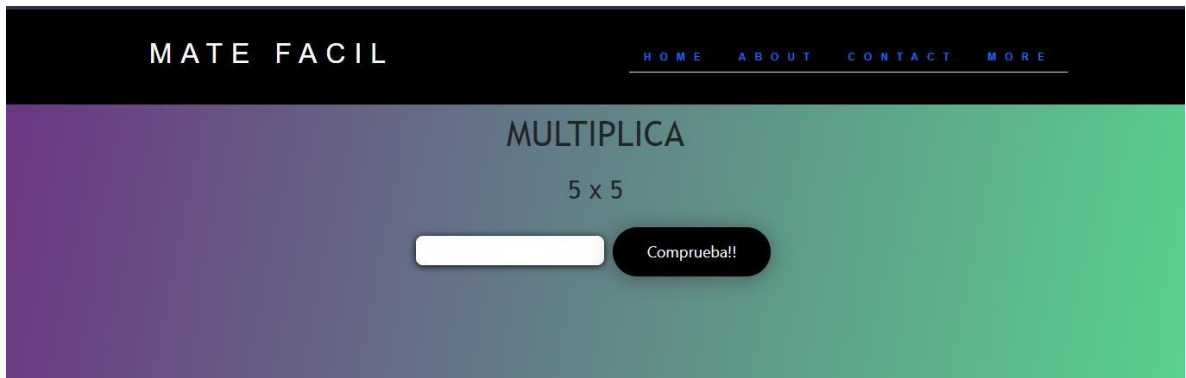 MATE FACIL
HOME ABOUT CONTACT MORE
MULTIPLICA
5 x 5
Comprueba!!